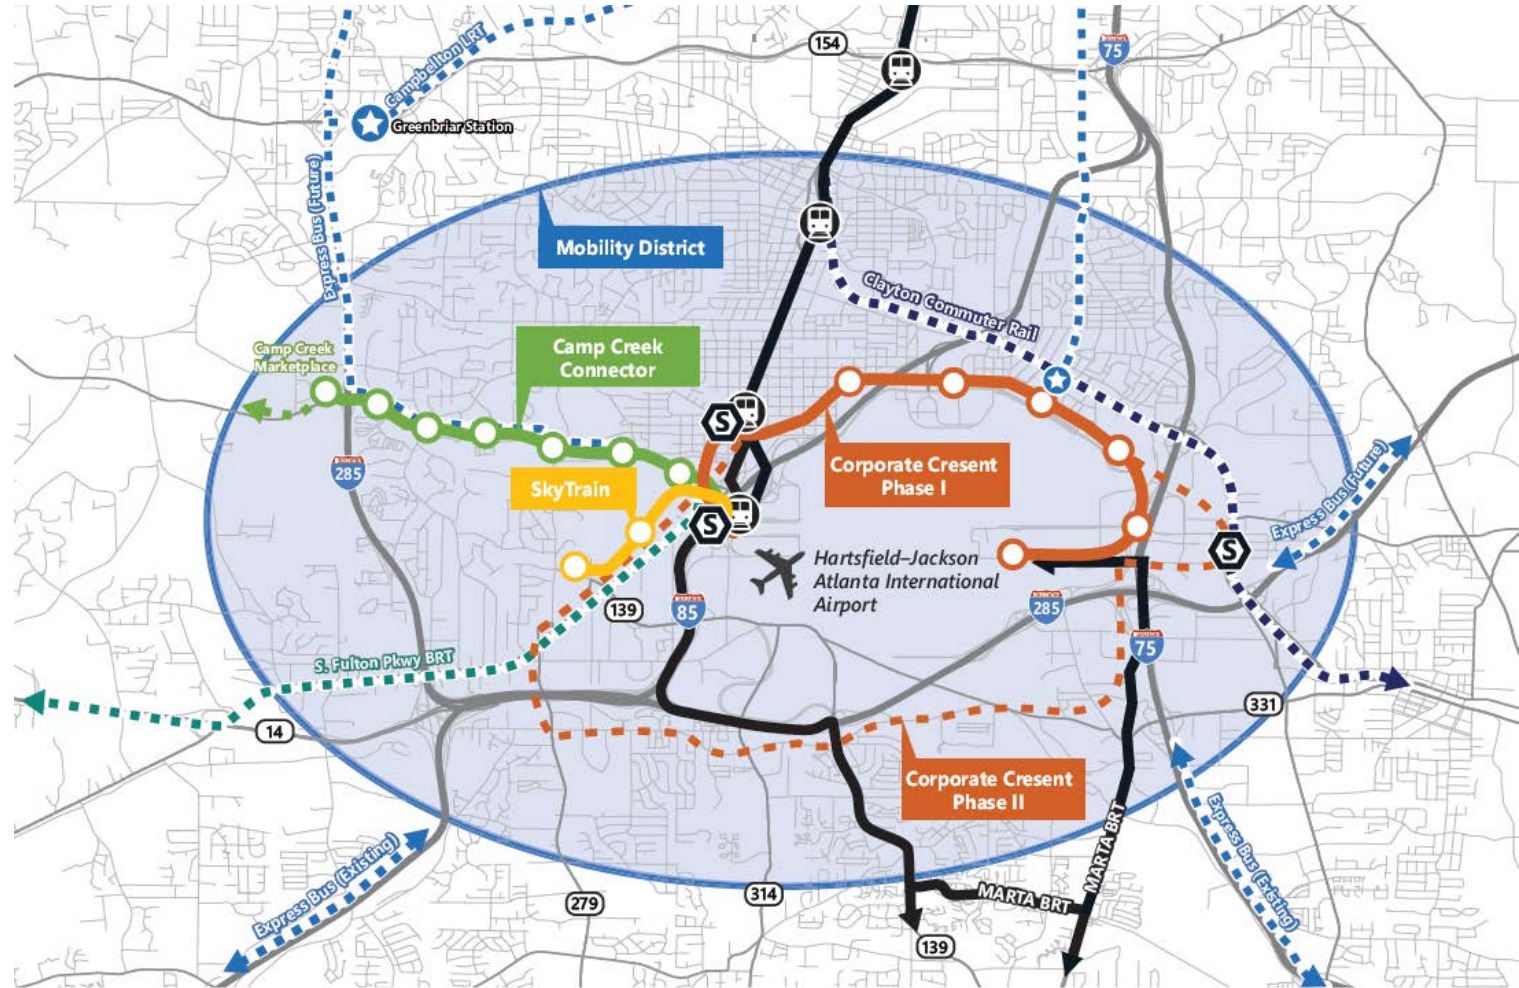 154
75
Campbellton LRT
Greenbriar Station
Express Bus (Future)
Mobility District
Clayton Commuter Rail
Camp Creek
Marketplace
Camp Creek
Connector
S
285
SkyTrain
Corporate Cresent
Phase I
Express Bus (Future)
S
S
Hartsfield–Jackson
Atlanta International
Airport
139
85
285
75
S. Fulton Pkwy BRT
331
14
Corporate Cresent
Phase II
Express Bus (Existing)
MARTA BRT
Express Bus (Existing)
279
314
MARTA BRT
139